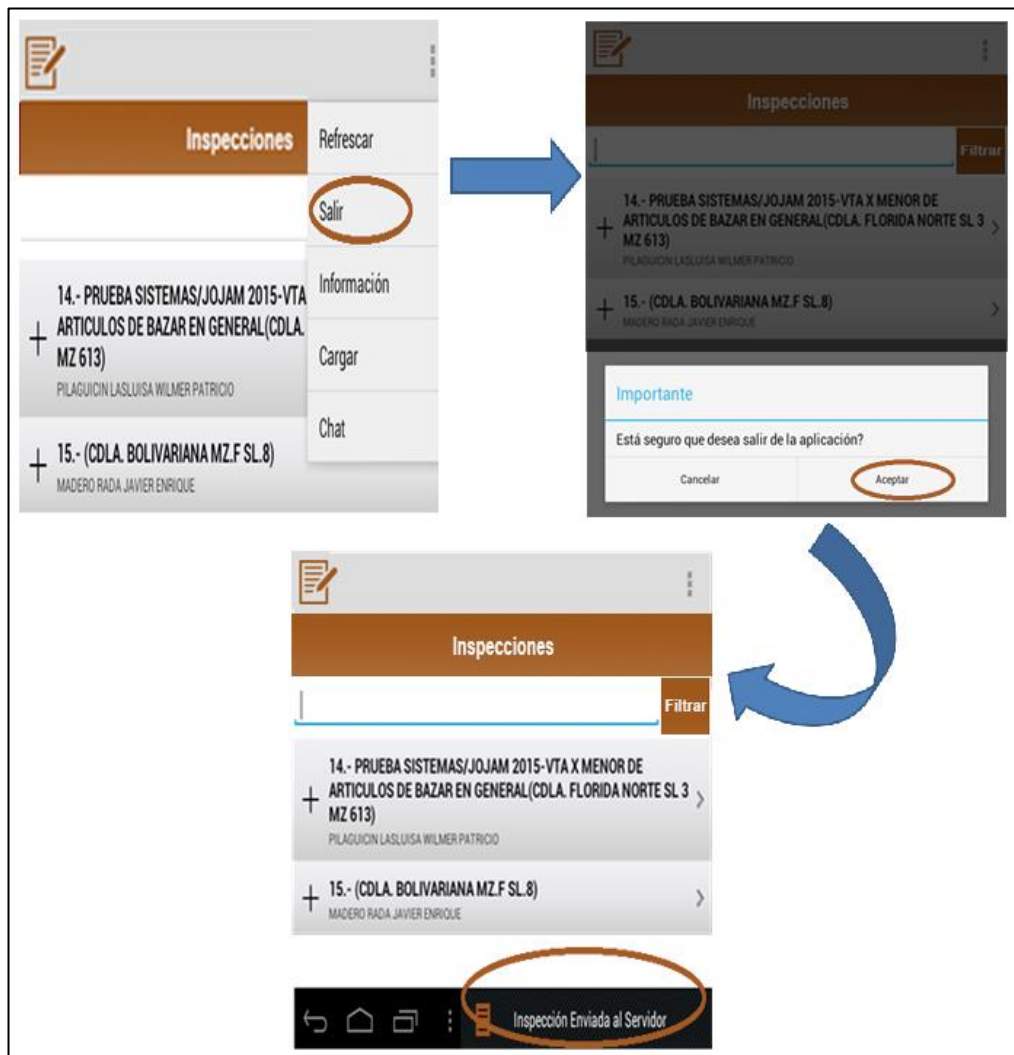 Inspecciones
Refrescar
Salir
Información
Cargar
Chat
14.- PRUEBA SISTEMAS/JOJAM 2015-VTA
ARTICULOS DE BAZAR EN GENERAL(CDLA.
MZ 613)
PILAGUICIN LASLUISA WILMER PATRICIO
15.- (CDLA. BOLIVARIANA MZ.F SL.8)
MADERO RADA JAVIER ENRIQUE
Inspecciones
Filtrar
14.- PRUEBA SISTEMAS/JOJAM 2015-VTA X MENOR DE
ARTICULOS DE BAZAR EN GENERAL(CDLA. FLORIDA NORTE SL 3
MZ 613)
PILAGUICIN LASLUISA WILMER PATRICIO
15.- (CDLA. BOLIVARIANA MZ.F SL.8)
MADERO RADA JAVIER ENRIQUE
Importante
Está seguro que desea salir de la aplicación?
Cancelar Aceptar
Inspecciones
Filtrar
14.- PRUEBA SISTEMAS/JOJAM 2015-VTA X MENOR DE
ARTICULOS DE BAZAR EN GENERAL(CDLA. FLORIDA NORTE SL 3
MZ 613)
PILAGUICIN LASLUISA WILMER PATRICIO
15.- (CDLA. BOLIVARIANA MZ.F SL.8)
MADERO RADA JAVIER ENRIQUE
Inspección Enviada al Servidor